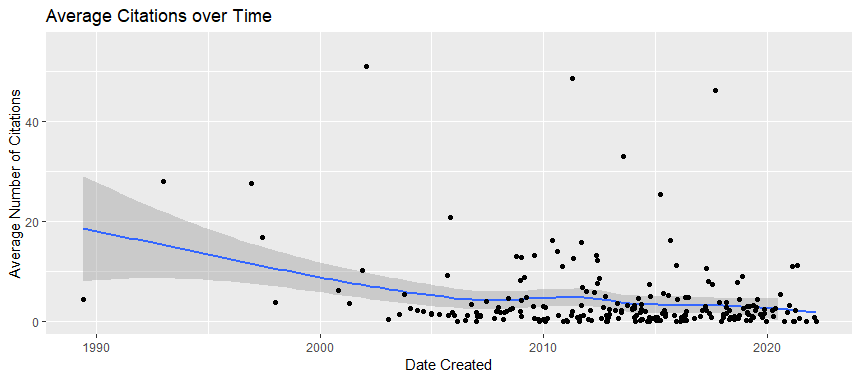 Average Citations over Time
Average Number of Citations
40
20
0
1990
2000
2010
2020
Date Created